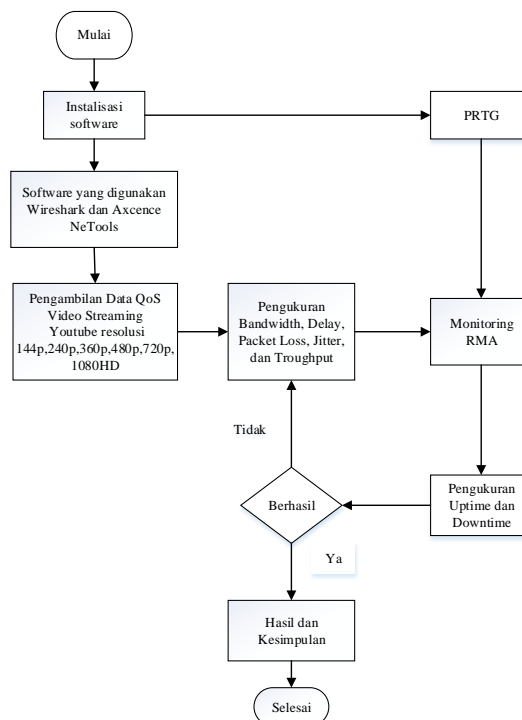 Mulai
Instalisasi
software
PRTG
Software yang digunakan
Wireshark dan Axcence
NeTools
Pengambilan Data QoS
Video Streaming
Youtube resolusi
144p,240p,360p,480p,720p,
1080HD
Pengukuran
Bandwidth, Delay,
Packet Loss, Jitter,
dan Troughput
Monitoring
RMA
Tidak
Berhasil
Pengukuran
Uptime dan
Downtime
Ya
Hasil dan
Kesimpulan
Selesai